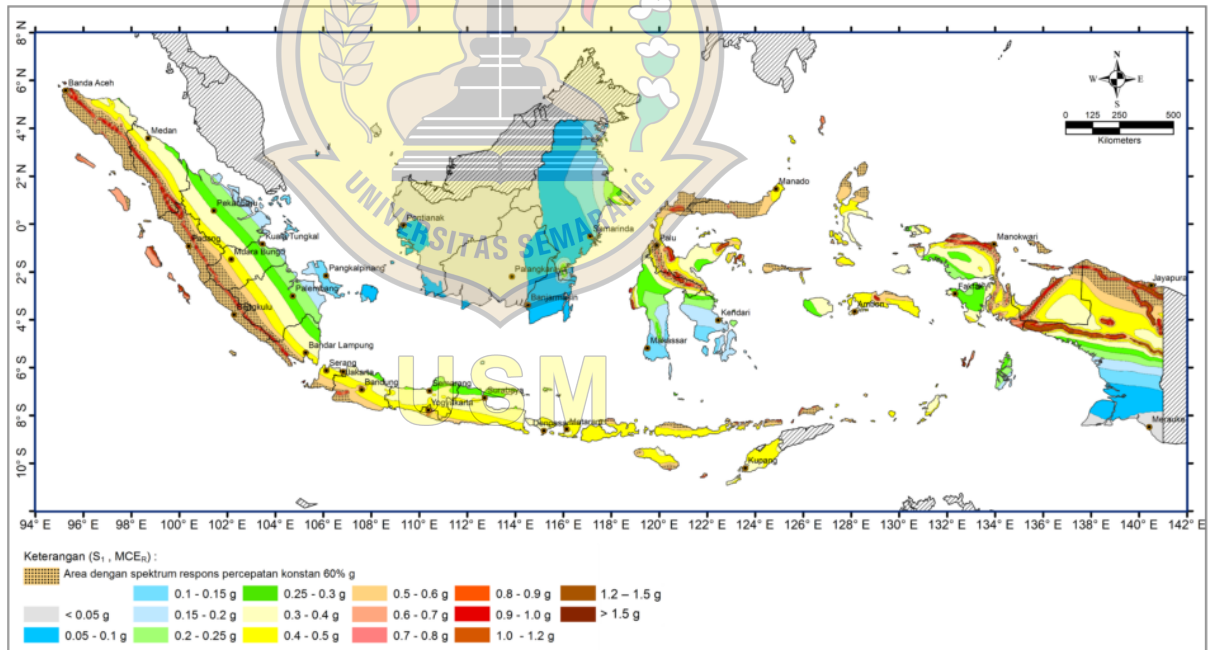 8° N
6° N
4° N
2° N
0°
2° S
4° S
6° S
8° S
10° S
94° E 96° E 98° E 100° E 102° E 104° E 106° E 108° E 110° E 112° E 114° E 116° E 118° E 120° E 122° E 124° E 126° E 128° E 130° E 132° E 134° E 136° E 138° E 140° E 142° E
N
W E
S
0 125 250 500
Kilometers
UNIVERSITAS SEMARANG
USM
Banda Aceh
Medan
Pekanbaru
Kuala Tungkal
Padang
Muara Bungo
Pangkalpinang
Palembang
Bengkulu
Bandar Lampung
Serang
Jakarta
Bandung
Semarang
Surabaya
Yogyakarta
Denpasar
Mataram
Kupang
Pontianak
Samarinda
Palangkaraya
Banjarmasin
Manado
Palu
Kendari
Makassar
Ambon
Fakfak
Manokwari
Jayapura
Merauke
Keterangan (S₁ , MCEᵣ) :
Area dengan spektrum respons percepatan konstan 60% g
0.1 - 0.15 g 0.25 - 0.3 g 0.5 - 0.6 g 0.8 - 0.9 g 1.2 – 1.5 g
< 0.05 g 0.15 - 0.2 g 0.3 - 0.4 g 0.6 - 0.7 g 0.9 - 1.0 g > 1.5 g
0.05 - 0.1 g 0.2 - 0.25 g 0.4 - 0.5 g 0.7 - 0.8 g 1.0 - 1.2 g